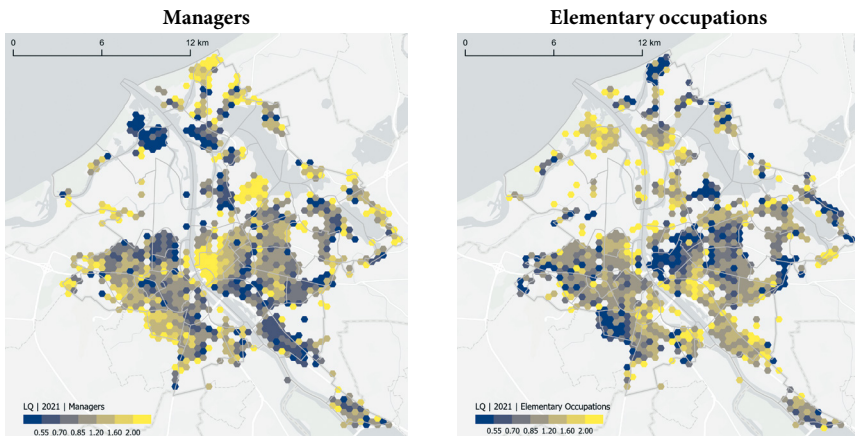 Managers
0 6 12 km
LQ | 2021 | Managers
0.55 0.70 0.85 1.20 1.60 2.00
Elementary occupations
0 6 12 km
LQ | 2021 | Elementary Occupations
0.55 0.70 0.85 1.20 1.60 2.00